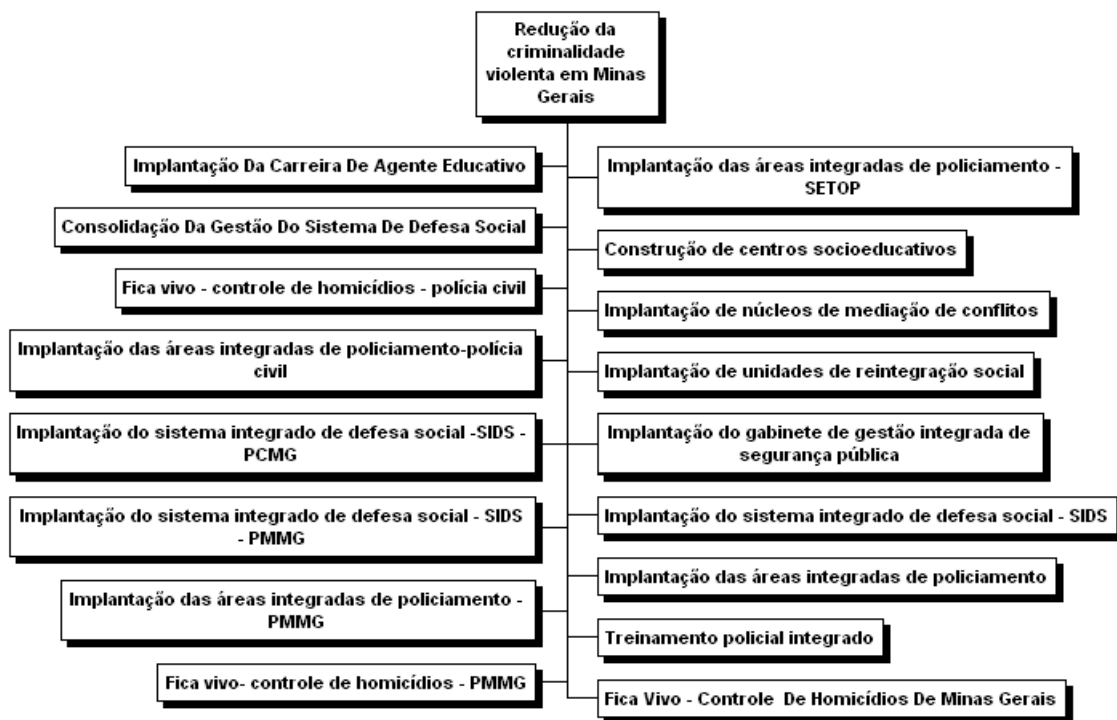 Redução da
criminalidade
violenta em Minas
Gerais
Implantação Da Carreira De Agente Educativo
Consolidação Da Gestão Do Sistema De Defesa Social
Fica vivo - controle de homicídios - polícia civil
Implantação das áreas integradas de policiamento-polícia
civil
Implantação do sistema integrado de defesa social -SIDS -
PCMG
Implantação do sistema integrado de defesa social - SIDS
- PMMG
Implantação das áreas integradas de policiamento -
PMMG
Fica vivo- controle de homicídios - PMMG
Implantação das áreas integradas de policiamento -
SETOP
Construção de centros socioeducativos
Implantação de núcleos de mediação de conflitos
Implantação de unidades de reintegração social
Implantação do gabinete de gestão integrada de
segurança pública
Implantação do sistema integrado de defesa social - SIDS
Implantação das áreas integradas de policiamento
Treinamento policial integrado
Fica Vivo - Controle  De Homicídios De Minas Gerais